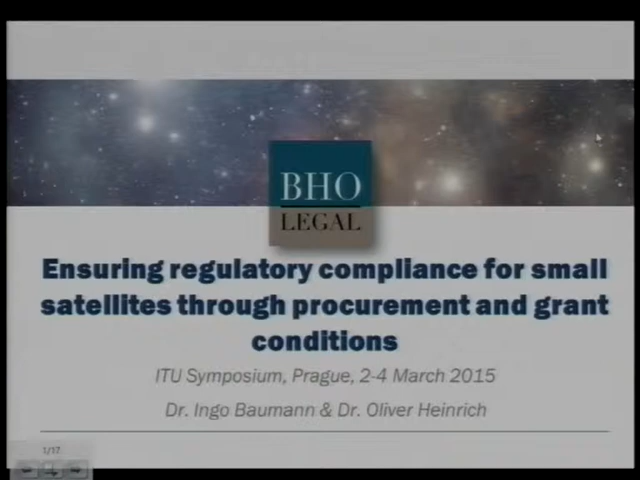 BHO
LEGAL
Ensuring regulatory compliance for small
satellites through procurement and grant
conditions
ITU Symposium, Prague, 2-4 March 2015
Dr. Ingo Baumann & Dr. Oliver Heinrich
1/17